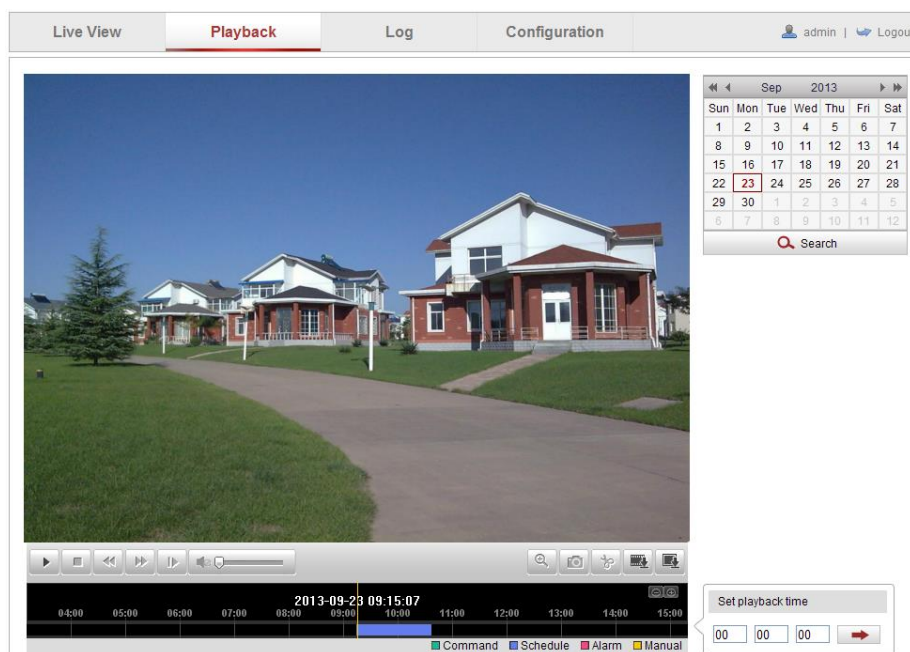 Live View Playback Log Configuration admin | Logou
Sep 2013
Sun Mon Tue Wed Thu Fri Sat
1 2 3 4 5 6 7
8 9 10 11 12 13 14
15 16 17 18 19 20 21
22 23 24 25 26 27 28
29 30 1 2 3 4 5
6 7 8 9 10 11 12
Search
2013-09-23 09:15:07
04:00 05:00 06:00 07:00 08:00 09:00 10:00 11:00 12:00 13:00 14:00 15:00
Command Schedule Alarm Manual
Set playback time
00 00 00